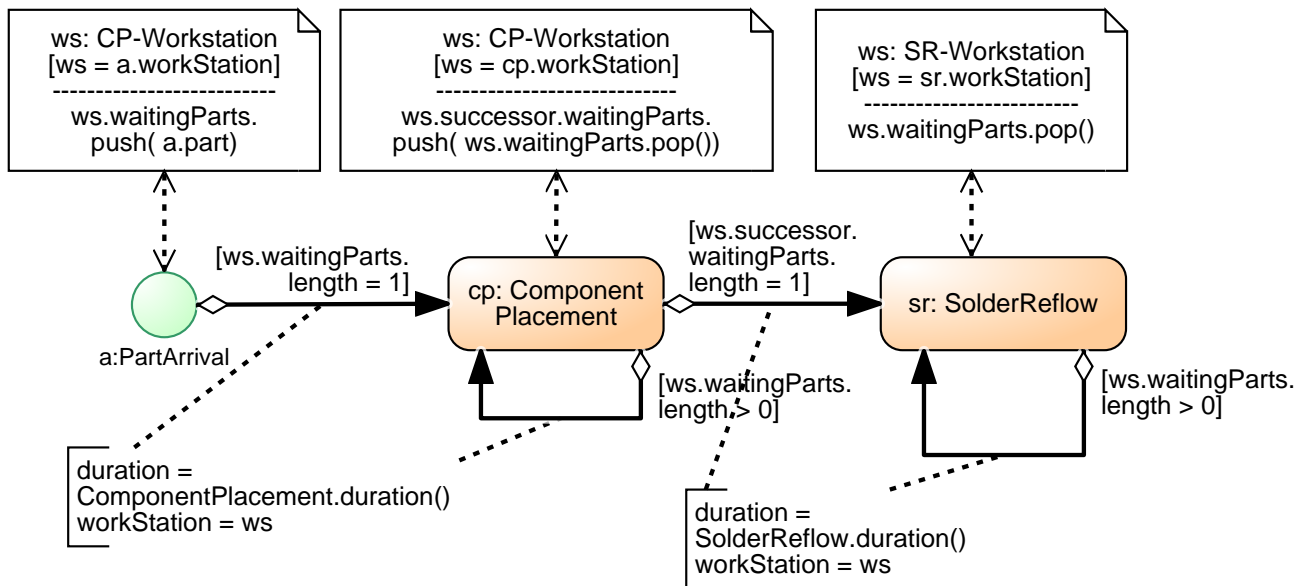 ws: CP-Workstation
[ws = a.workStation]
--------------------------
ws.waitingParts.
push( a.part)
ws: CP-Workstation
[ws = cp.workStation]
----------------------------
ws.successor.waitingParts.
push( ws.waitingParts.pop())
ws: SR-Workstation
[ws = sr.workStation]
-------------------------
ws.waitingParts.pop()
[ws.waitingParts.
length = 1]
[ws.successor.
waitingParts.
length = 1]
a:PartArrival
cp: Component
Placement
sr: SolderReflow
[ws.waitingParts.
length > 0]
[ws.waitingParts.
length > 0]
duration =
ComponentPlacement.duration()
workStation = ws
duration =
SolderReflow.duration()
workStation = ws